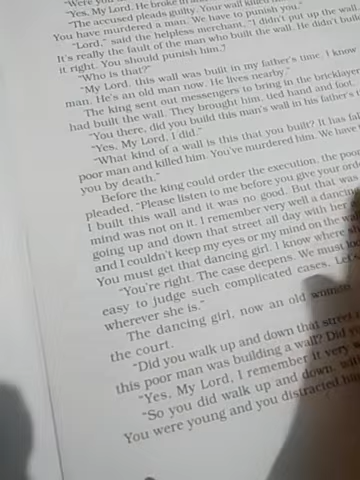 "Were you
"Yes, My Lord. He broke
"The accused pleads guilty. Your wall killed
You have murdered a man. We have to punish you."
"Lord," said the helpless merchant, "I didn't put up the wall
It's really the fault of the man who built the wall. He didn't build
it right. You should punish him."
"Who is that?"
"My Lord, this wall was built in my father's time. I know
man. He's an old man now. He lives nearby."
The king sent out messengers to bring in the bricklayer
had built the wall. They brought him, tied hand and foot.
"You there, did you build this man's wall in his father's
"Yes, My Lord, I did."
"What kind of a wall is this that you built? It has
poor man and killed him. You've murdered him. We have
you by death."
Before the king could order the execution, the poor
pleaded, "Please listen to me before you give your
I built this wall and it was no good. But that was
mind was not on it. I remember very well a dancing
going up and down that street all day with her
and I couldn't keep my eyes or my mind on the
You must get that dancing girl. I know where
"You're right. The case deepens. We must
easy to judge such complicated cases.
wherever she is."
The dancing girl, now an old
the court.
"Did you walk up and down that street
this poor man was building a wall? Did
"Yes, My Lord, I remember it very
"So you did walk up and down,
You were young and you distracted